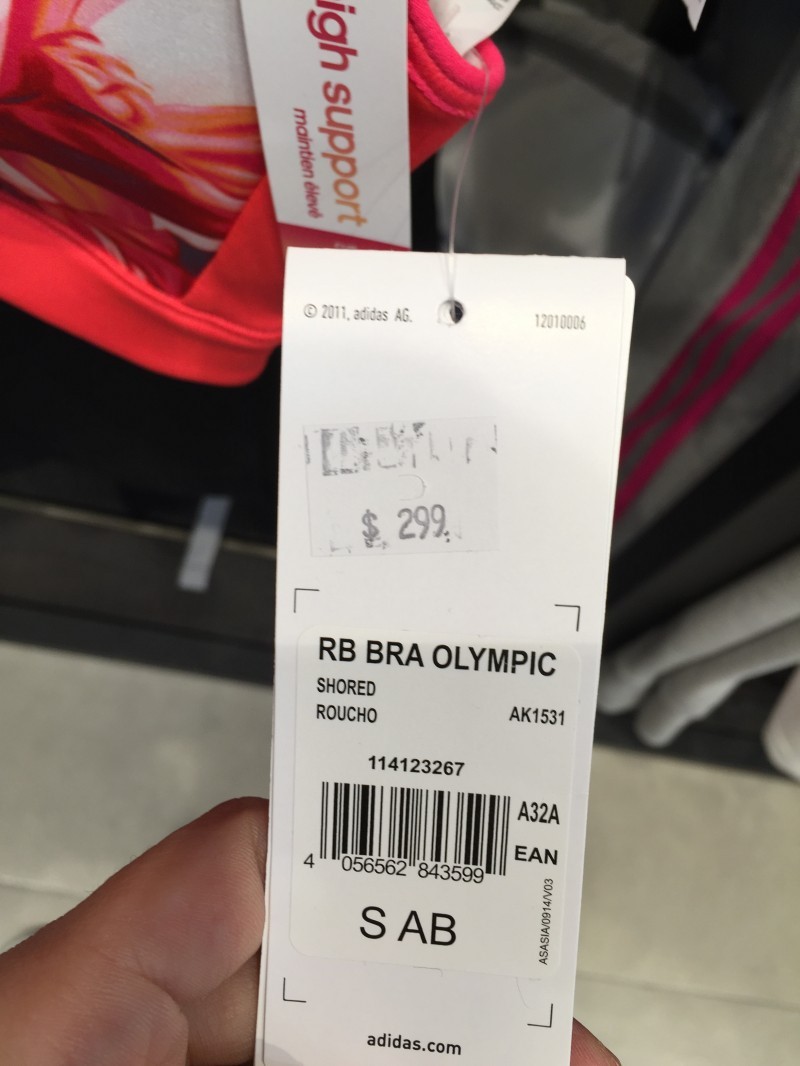 igh support
maintien élevé
© 2011, adidas AG.
12010006
$ 299.
RB BRA OLYMPIC
SHORED
ROUCHO
AK1531
114123267
A32A
EAN
4 056562 843599
ASASIA/0914/V03
S AB
adidas.com